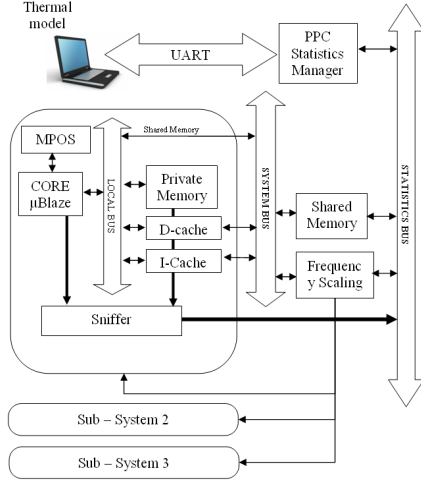 Thermal
model
UART
PPC
Statistics
Manager
MPOS
Shared Memory
CORE
µBlaze
LOCAL BUS
Private
Memory
SYSTEM BUS
STATISTICS BUS
D-cache
Shared
Memory
I-Cache
Frequenc
y Scaling
Sniffer
Sub – System 2
Sub – System 3